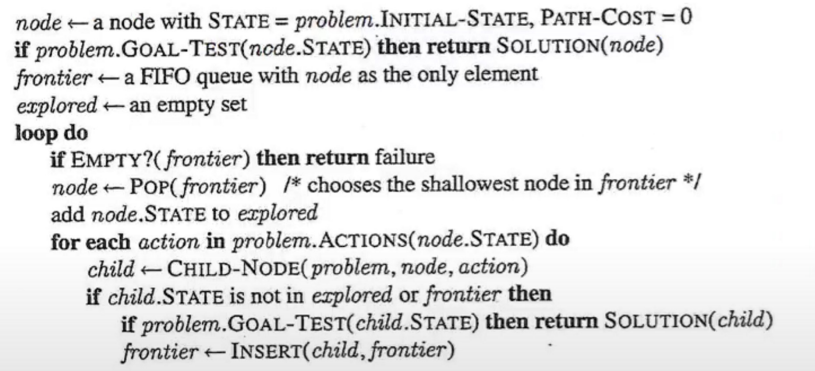 node ← a node with STATE = problem.INITIAL-STATE, PATH-COST = 0
if problem.GOAL-TEST(node.STATE) then return SOLUTION(node)
frontier ← a FIFO queue with node as the only element
explored ← an empty set
loop do
if EMPTY?(frontier) then return failure
node ← POP(frontier) /* chooses the shallowest node in frontier */
add node.STATE to explored
for each action in problem.ACTIONS(node.STATE) do
child ← CHILD-NODE(problem, node, action)
if child.STATE is not in explored or frontier then
if problem.GOAL-TEST(child.STATE) then return SOLUTION(child)
frontier ← INSERT(child, frontier)